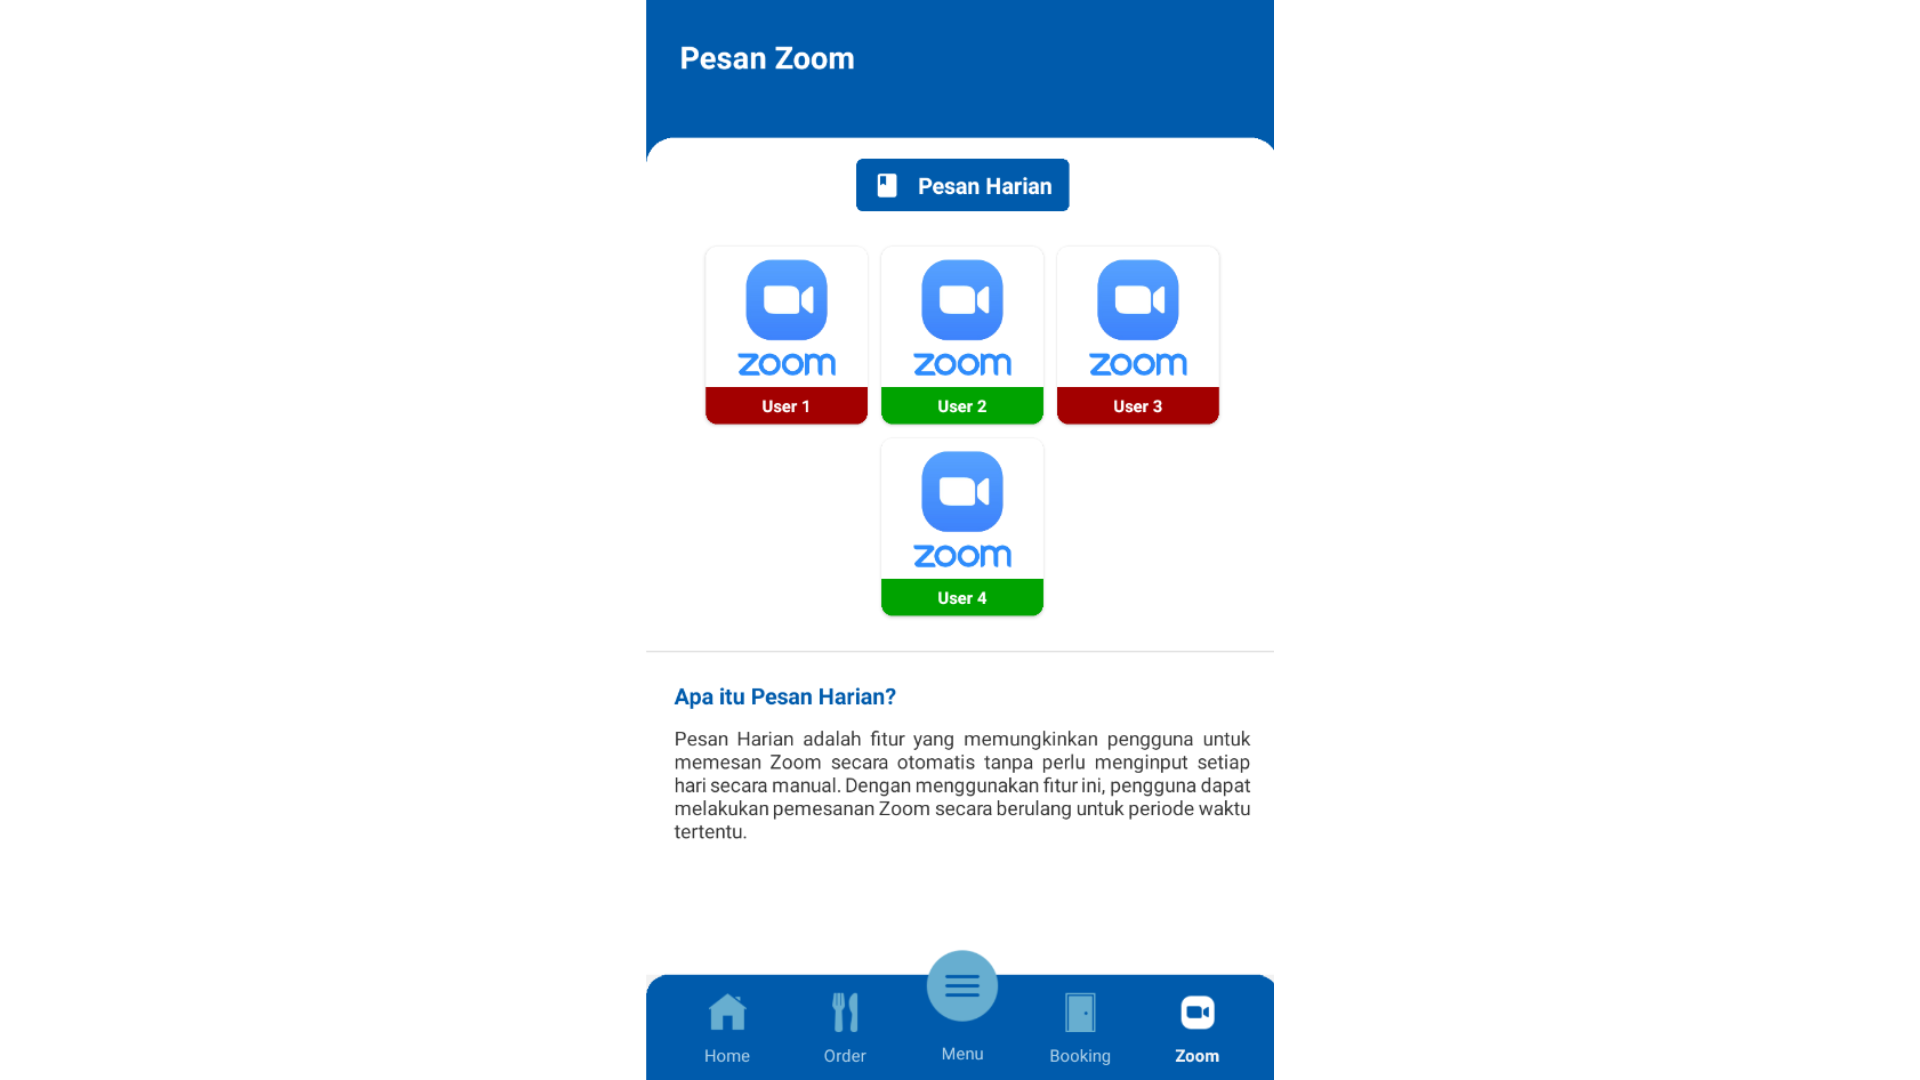 Pesan Zoom
Pesan Harian
zoom
zoom
zoom
User 1
User 2
User 3
zoom
User 4
Apa itu Pesan Harian?
Pesan Harian adalah fitur yang memungkinkan pengguna untuk
memesan Zoom secara otomatis tanpa perlu menginput setiap
hari secara manual. Dengan menggunakan fitur ini, pengguna dapat
melakukan pemesanan Zoom secara berulang untuk periode waktu
tertentu.
Home
Order
Menu
Booking
Zoom